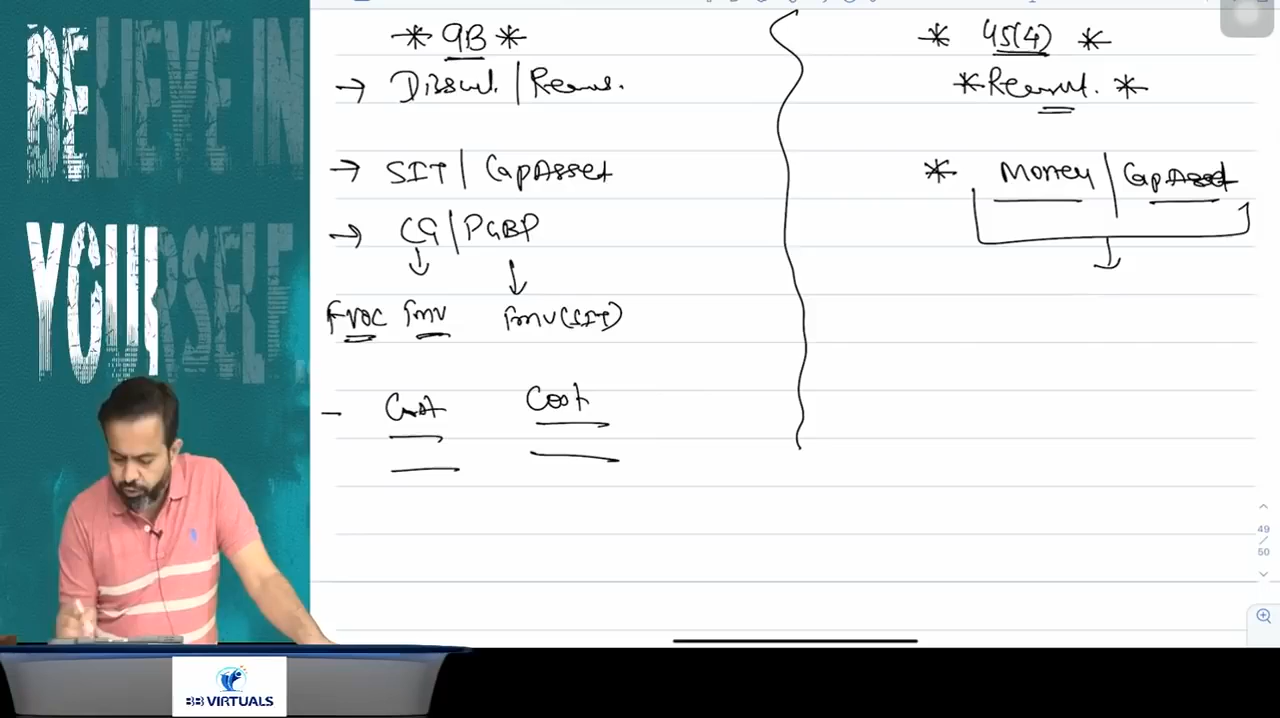 BELIEVE IN
YOURSELF.
* 9B *
→ Dissol. | Recons.
→ SIT | CapAsset
→ CG | PGBP
FVOC FMV FMV(SIT)
- Cost Cost
* 45(4) *
* Reconst. *
* Money | CapAsset
49
/
50
BB VIRTUALS